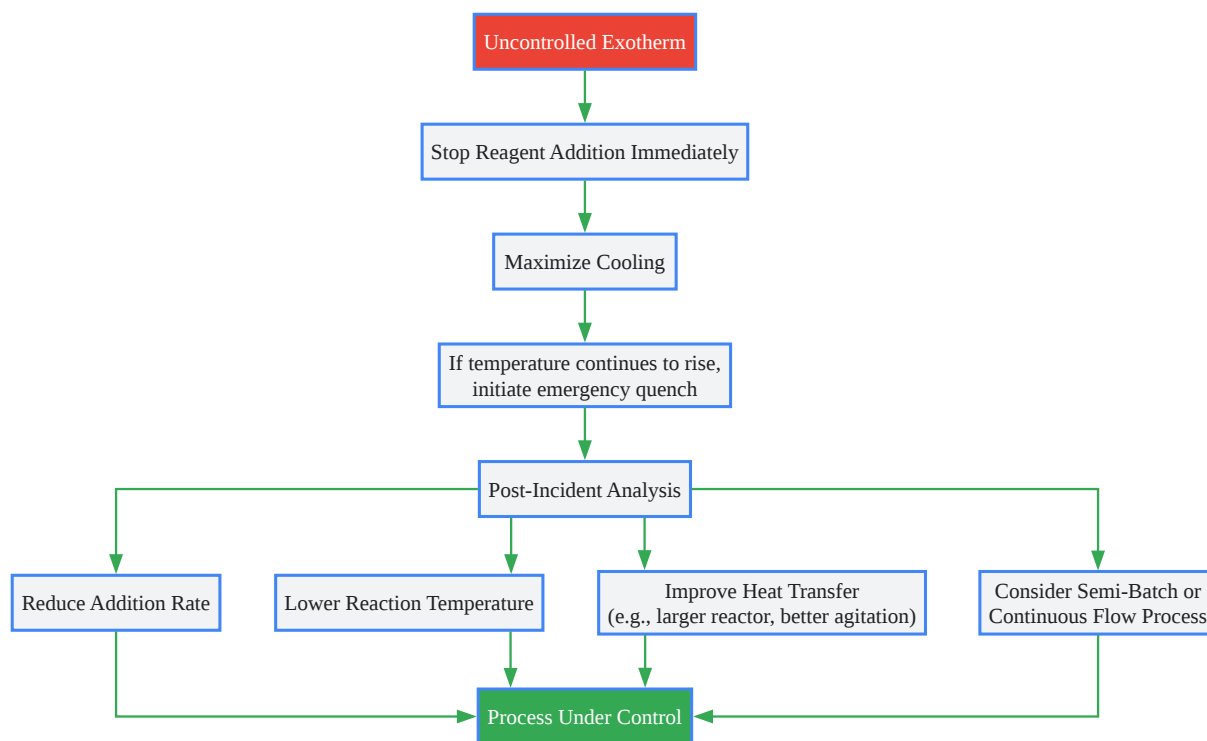 Uncontrolled Exotherm
Stop Reagent Addition Immediately
Maximize Cooling
If temperature continues to rise,
initiate emergency quench
Post-Incident Analysis
Reduce Addition Rate
Lower Reaction Temperature
Improve Heat Transfer
(e.g., larger reactor, better agitation)
Consider Semi-Batch or
Continuous Flow Process
Process Under Control